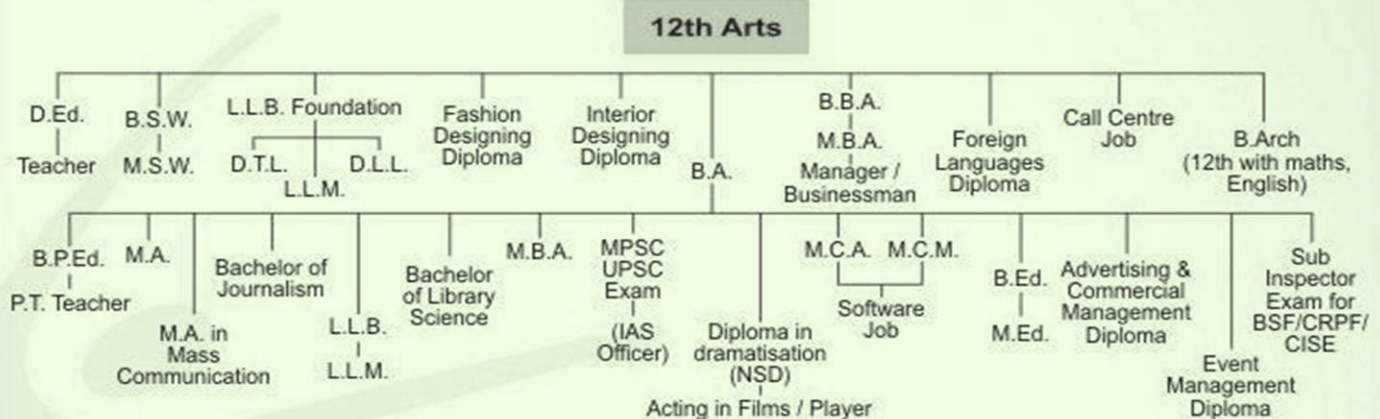 12th Arts
D.Ed.
Teacher
B.S.W.
M.S.W.
L.L.B. Foundation
D.T.L.
L.L.M.
D.L.L.
Fashion
Designing
Diploma
Interior
Designing
Diploma
B.A.
B.B.A.
M.B.A.
Manager /
Businessman
Foreign
Languages
Diploma
Call Centre
Job
B.Arch
(12th with maths,
English)
B.P.Ed.
P.T. Teacher
M.A.
M.A. in
Mass
Communication
Bachelor of
Journalism
L.L.B.
L.L.M.
Bachelor
of Library
Science
M.B.A.
MPSC
UPSC
Exam
(IAS
Officer)
Diploma in
dramatisation
(NSD)
Acting in Films / Player
M.C.A.
M.C.M.
Software
Job
B.Ed.
M.Ed.
Advertising &
Commercial
Management
Diploma
Event
Management
Diploma
Sub
Inspector
Exam for
BSF/CRPF/
CISE